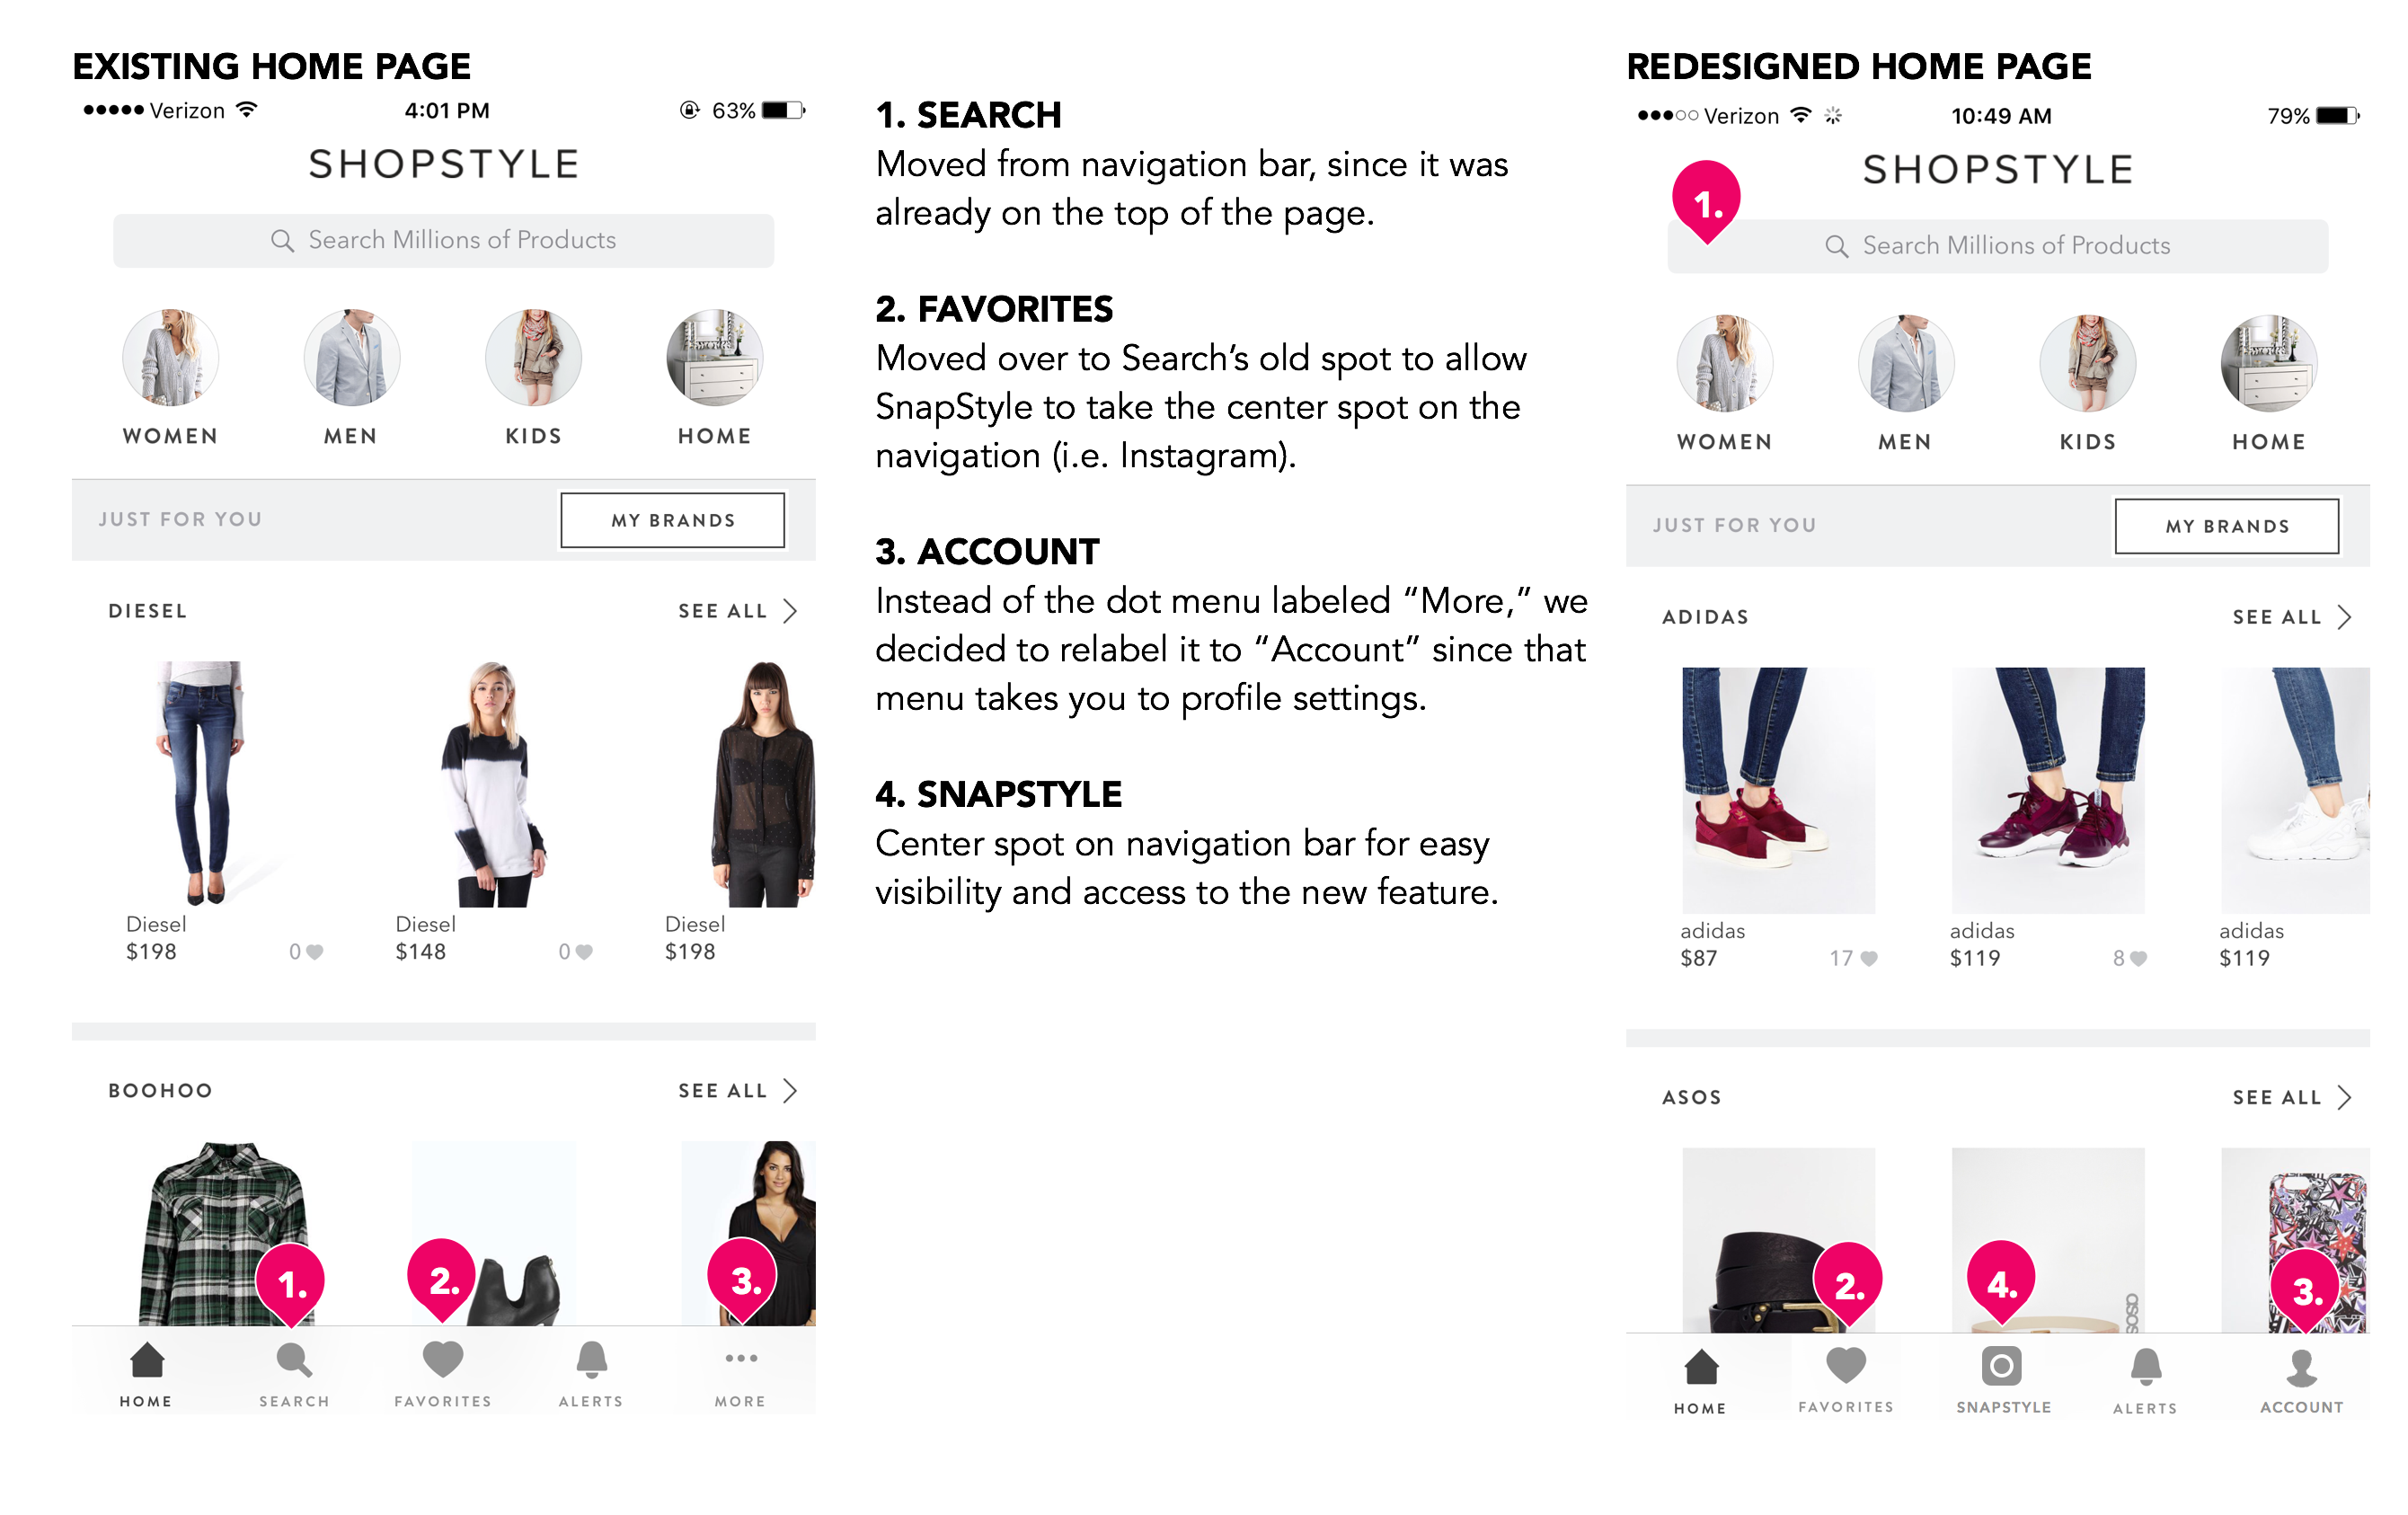 EXISTING HOME PAGE
Verizon 4:01 PM 63%
SHOPSTYLE
Search Millions of Products
WOMEN MEN KIDS HOME
JUST FOR YOU MY BRANDS
DIESEL SEE ALL
Diesel Diesel Diesel
$198 0 $148 0 $198
BOOHOO SEE ALL
1. 2. 3.
HOME SEARCH FAVORITES ALERTS MORE
1. SEARCH
Moved from navigation bar, since it was
already on the top of the page.
2. FAVORITES
Moved over to Search’s old spot to allow
SnapStyle to take the center spot on the
navigation (i.e. Instagram).
3. ACCOUNT
Instead of the dot menu labeled “More,” we
decided to relabel it to “Account” since that
menu takes you to profile settings.
4. SNAPSTYLE
Center spot on navigation bar for easy
visibility and access to the new feature.
REDESIGNED HOME PAGE
Verizon 10:49 AM 79%
SHOPSTYLE
1.
Search Millions of Products
WOMEN MEN KIDS HOME
JUST FOR YOU MY BRANDS
ADIDAS SEE ALL
adidas adidas adidas
$87 17 $119 8 $119
ASOS SEE ALL
2. 4. 3.
asos
HOME FAVORITES SNAPSTYLE ALERTS ACCOUNT